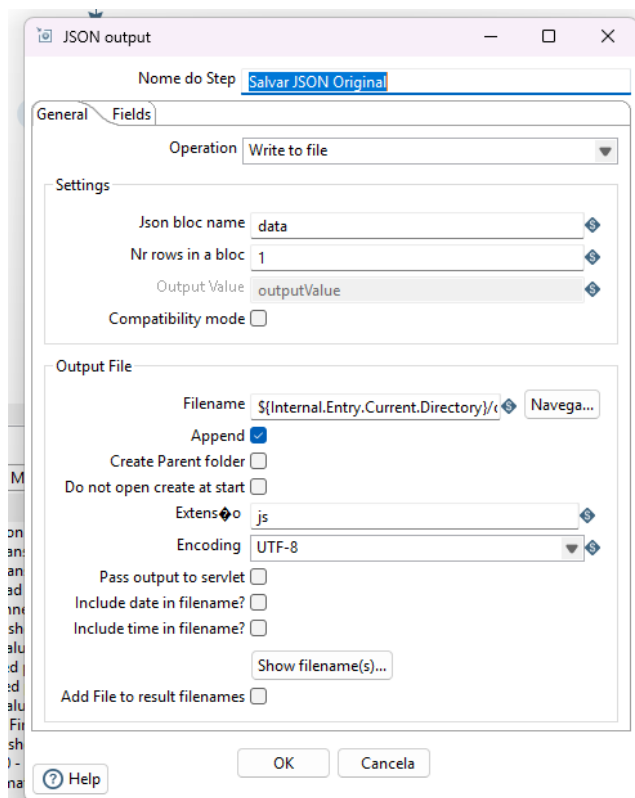 JSON output
Nome do Step Salvar JSON Original
General Fields
Operation Write to file
Settings
Json bloc name data
Nr rows in a bloc 1
Output Value outputValue
Compatibility mode
Output File
Filename ${Internal.Entry.Current.Directory}/ Navega...
Append
Create Parent folder
Do not open create at start
Extens�o js
Encoding UTF-8
Pass output to servlet
Include date in filename?
Include time in filename?
Show filename(s)...
Add File to result filenames
OK Cancela
Help